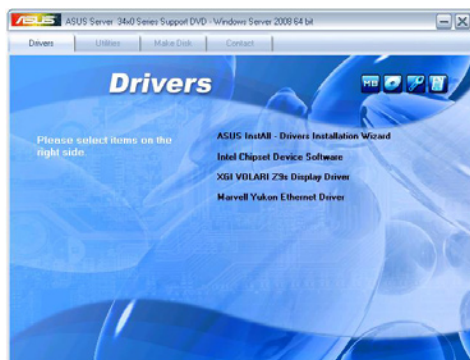 ASUS ASUS Server 34x0 Series Support DVD - Windows Server 2008 64 bit
Drivers Utilities Make Disk Contact
Drivers
MB
Please select items on the
right side.
ASUS InstAll - Drivers Installation Wizard
Intel Chipset Device Software
XGI VOLARI Z9s Display Driver
Marvell Yukon Ethernet Driver